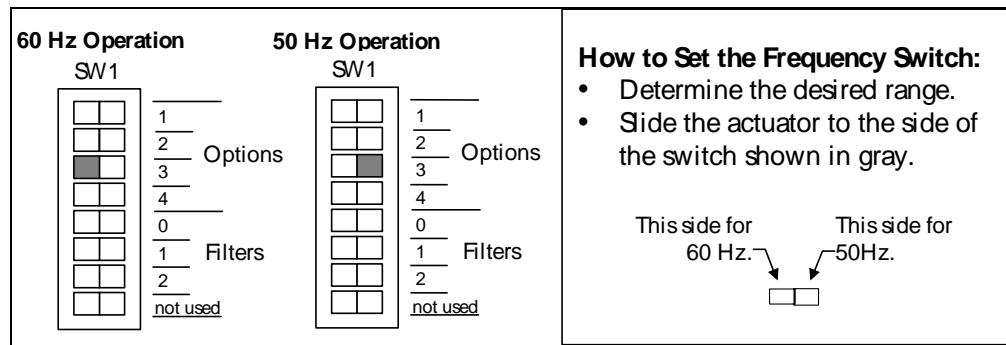 60 Hz Operation
SW1
1
2
3
4
Options
0
1
2
Filters
not used
50 Hz Operation
SW1
1
2
3
4
Options
0
1
2
Filters
not used
How to Set the Frequency Switch:
• Determine the desired range.
• Slide the actuator to the side of
the switch shown in gray.
This side for
60 Hz.
This side for
50Hz.